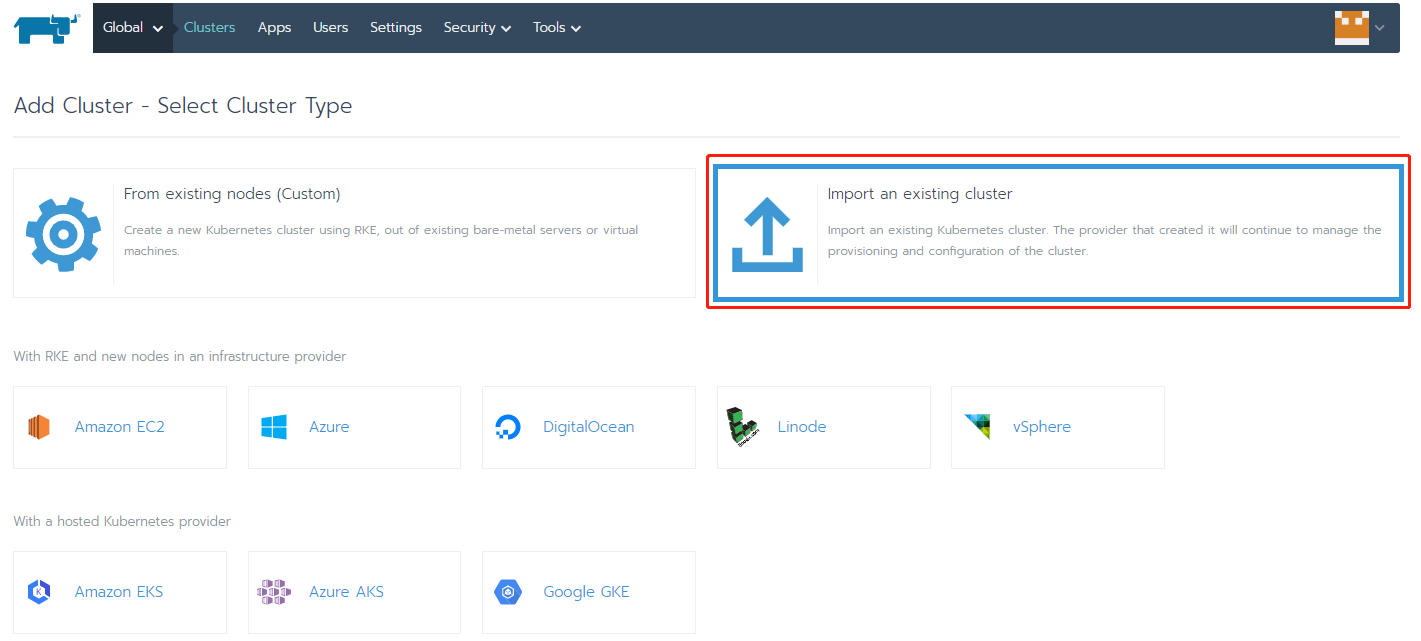 Global Clusters Apps Users Settings Security Tools
Add Cluster - Select Cluster Type
From existing nodes (Custom)
Create a new Kubernetes cluster using RKE, out of existing bare-metal servers or virtual
machines.
Import an existing cluster
Import an existing Kubernetes cluster. The provider that created it will continue to manage the
provisioning and configuration of the cluster.
With RKE and new nodes in an infrastructure provider
Amazon EC2
Azure
DigitalOcean
Linode
vSphere
With a hosted Kubernetes provider
K
Amazon EKS
Azure AKS
Google GKE